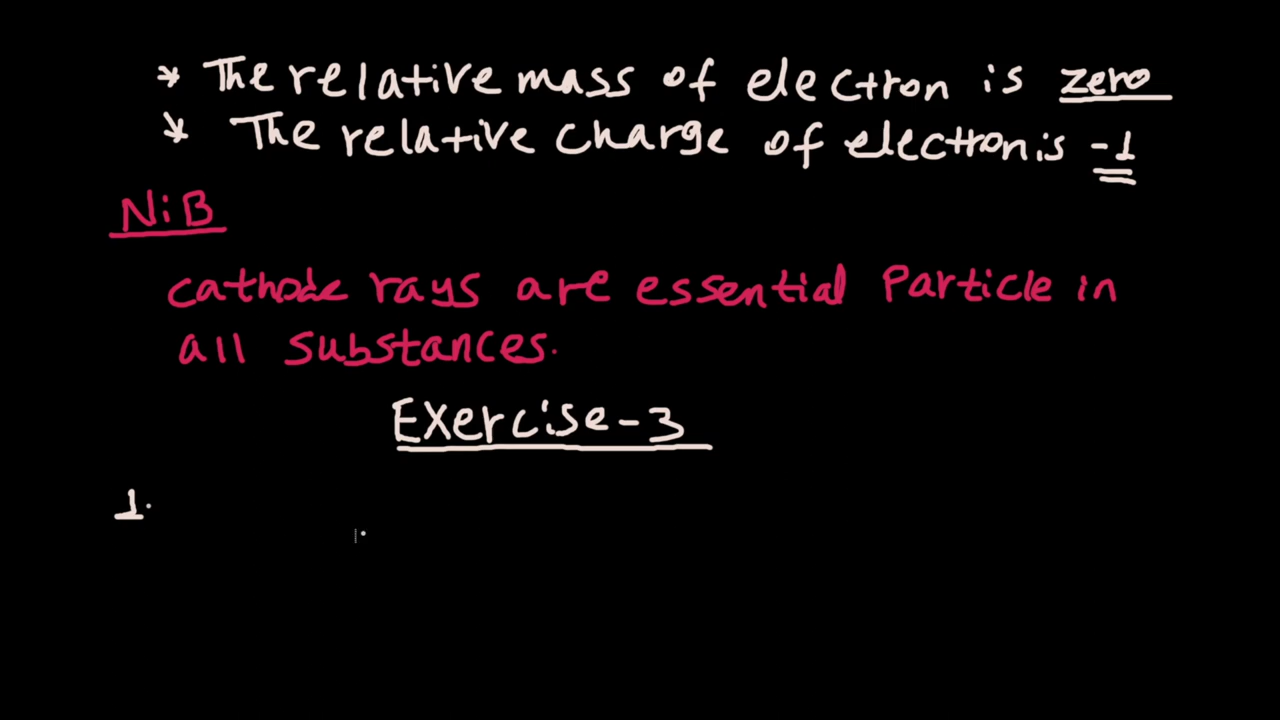 * The relative mass of electron is zero
* The relative charge of electron is -1
NiB
cathode rays are essential Particle in
all substances.
Exercise-3
1.